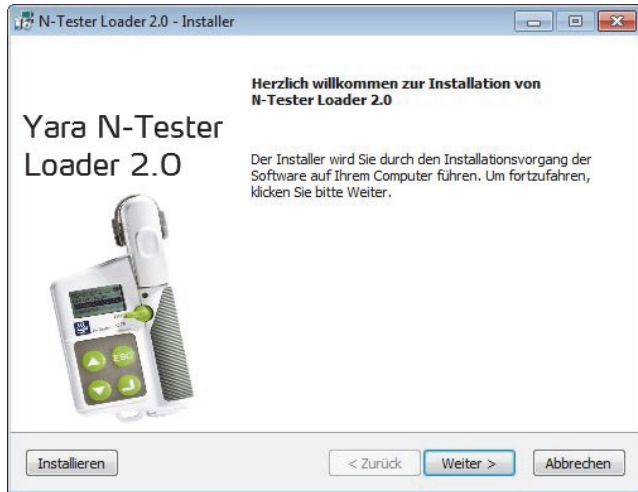 N-Tester Loader 2.0 - Installer
Herzlich willkommen zur Installation von
N-Tester Loader 2.0
Yara N-Tester
Loader 2.0
Der Installer wird Sie durch den Installationsvorgang der
Software auf Ihrem Computer führen. Um fortzufahren,
klicken Sie bitte Weiter.
ESC
Installieren
< Zurück
Weiter >
Abbrechen